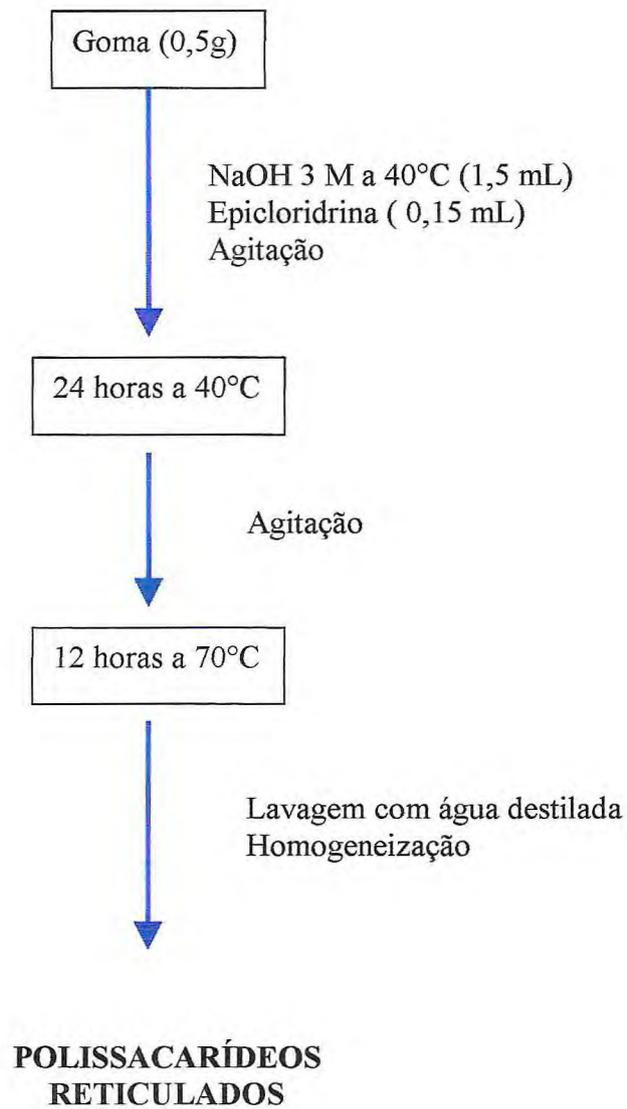 Goma (0,5g)
NaOH 3 M a 40°C (1,5 mL)
Epicloridrina ( 0,15 mL)
Agitação
24 horas a 40°C
Agitação
12 horas a 70°C
Lavagem com água destilada
Homogeneização
POLISSACARÍDEOS
RETICULADOS